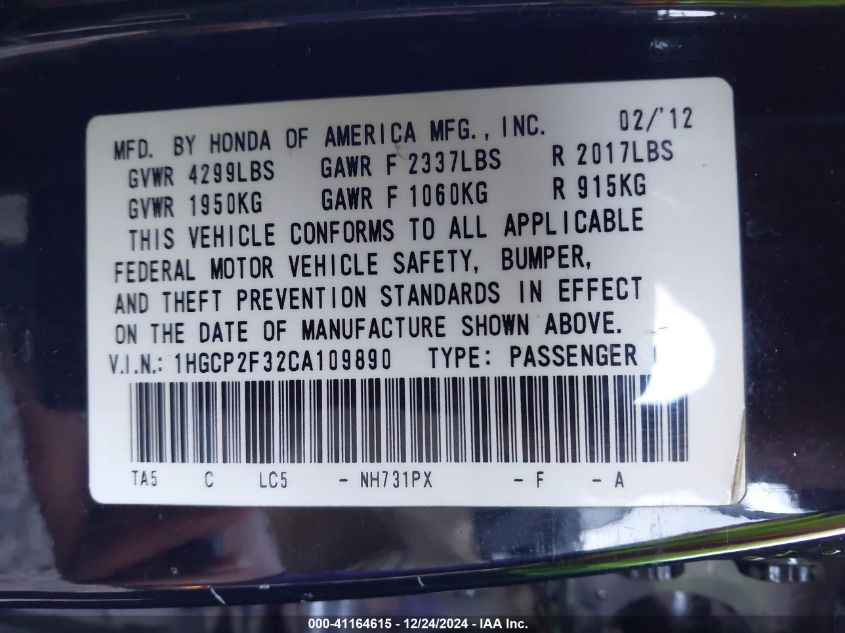 MFD. BY HONDA OF AMERICA MFG., INC. 02/'12
GVWR 4299LBS GAWR F 2337LBS R 2017LBS
GVWR 1950KG GAWR F 1060KG R 915KG
THIS VEHICLE CONFORMS TO ALL APPLICABLE
FEDERAL MOTOR VEHICLE SAFETY, BUMPER,
AND THEFT PREVENTION STANDARDS IN EFFECT
ON THE DATE OF MANUFACTURE SHOWN ABOVE.
V.I.N.: 1HGCP2F32CA109890 TYPE: PASSENGER
TA5 C LC5 - NH731PX - F - A
000-41164615 - 12/24/2024 - IAA Inc.